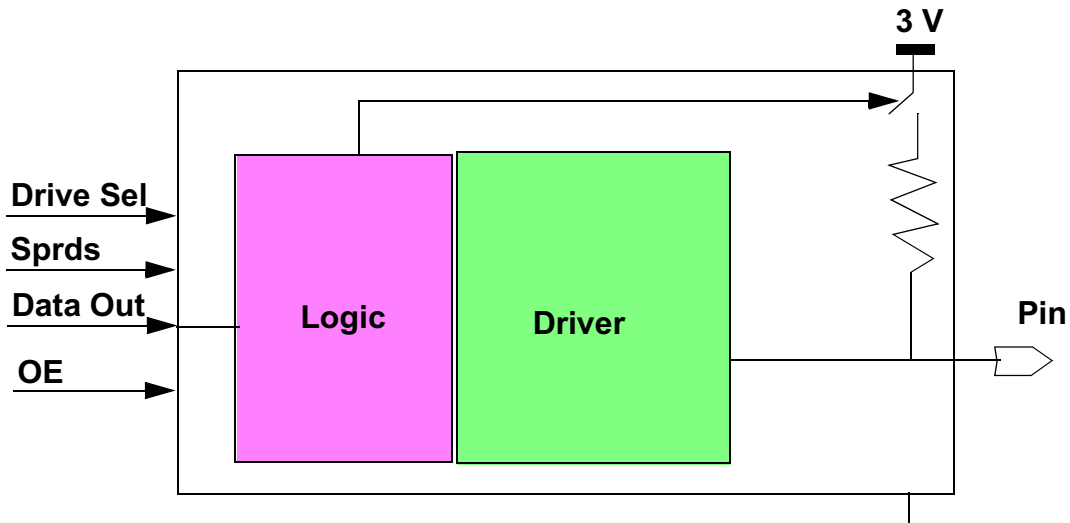 3 V
Drive Sel
Sprds
Data Out
OE
Logic
Driver
Pin